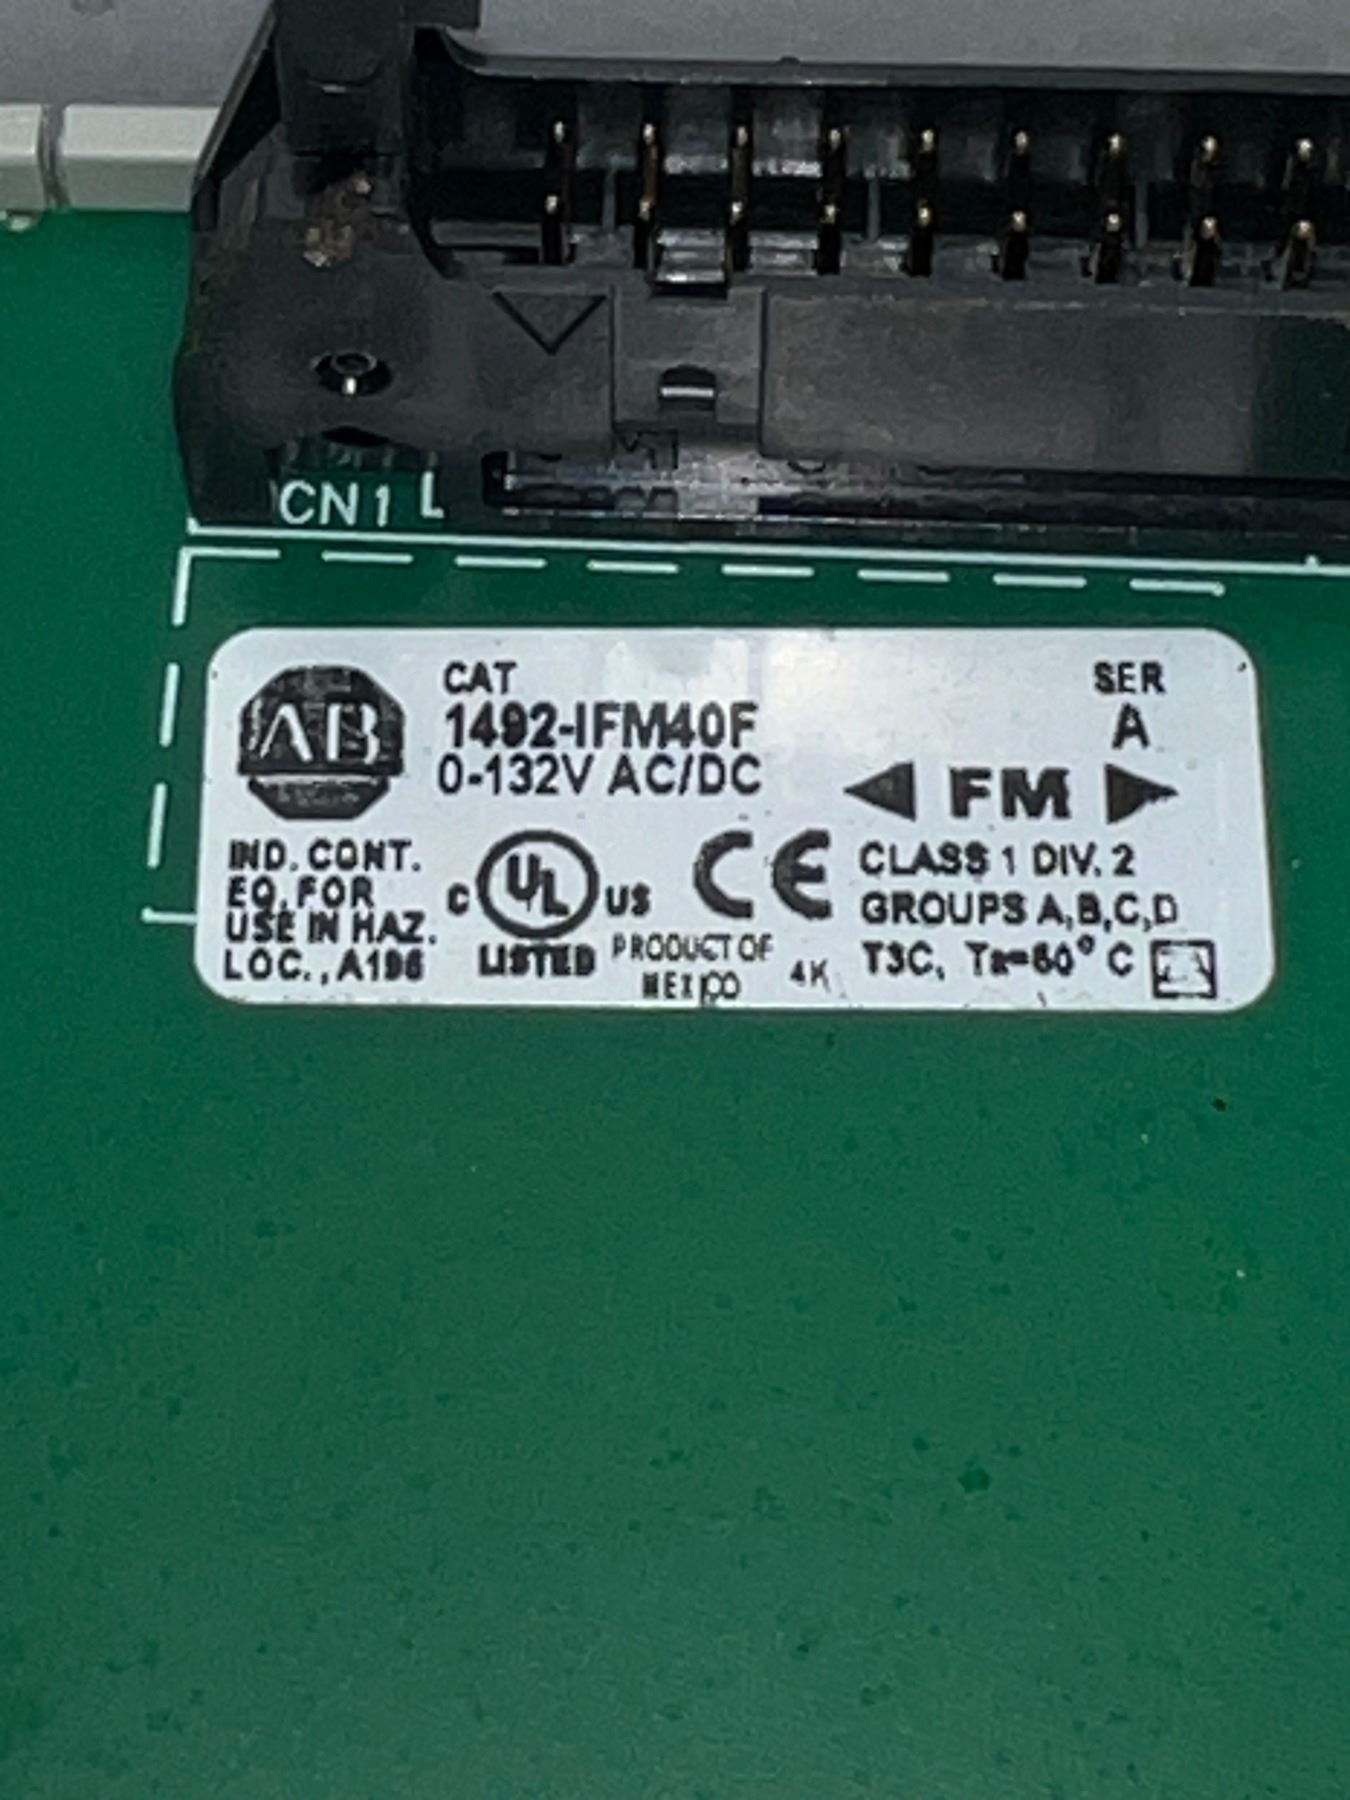 CN1 L
AB
CAT
SER
1492-IFM40F
A
0-132V AC/DC
FM
IND. CONT.
EQ. FOR
USE IN HAZ.
LOC., A196
C UL US
LISTED
CE
PRODUCT OF
MEXICO
4K
CLASS 1 DIV. 2
GROUPS A,B,C,D
T3C, Ta=60° C